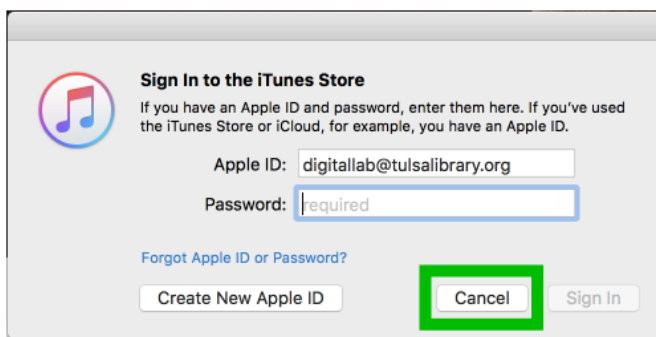 Sign In to the iTunes Store
If you have an Apple ID and password, enter them here. If you've used
the iTunes Store or iCloud, for example, you have an Apple ID.
Apple ID: digitallab@tulsalibrary.org
Password: required
Forgot Apple ID or Password?
Create New Apple ID Cancel Sign In